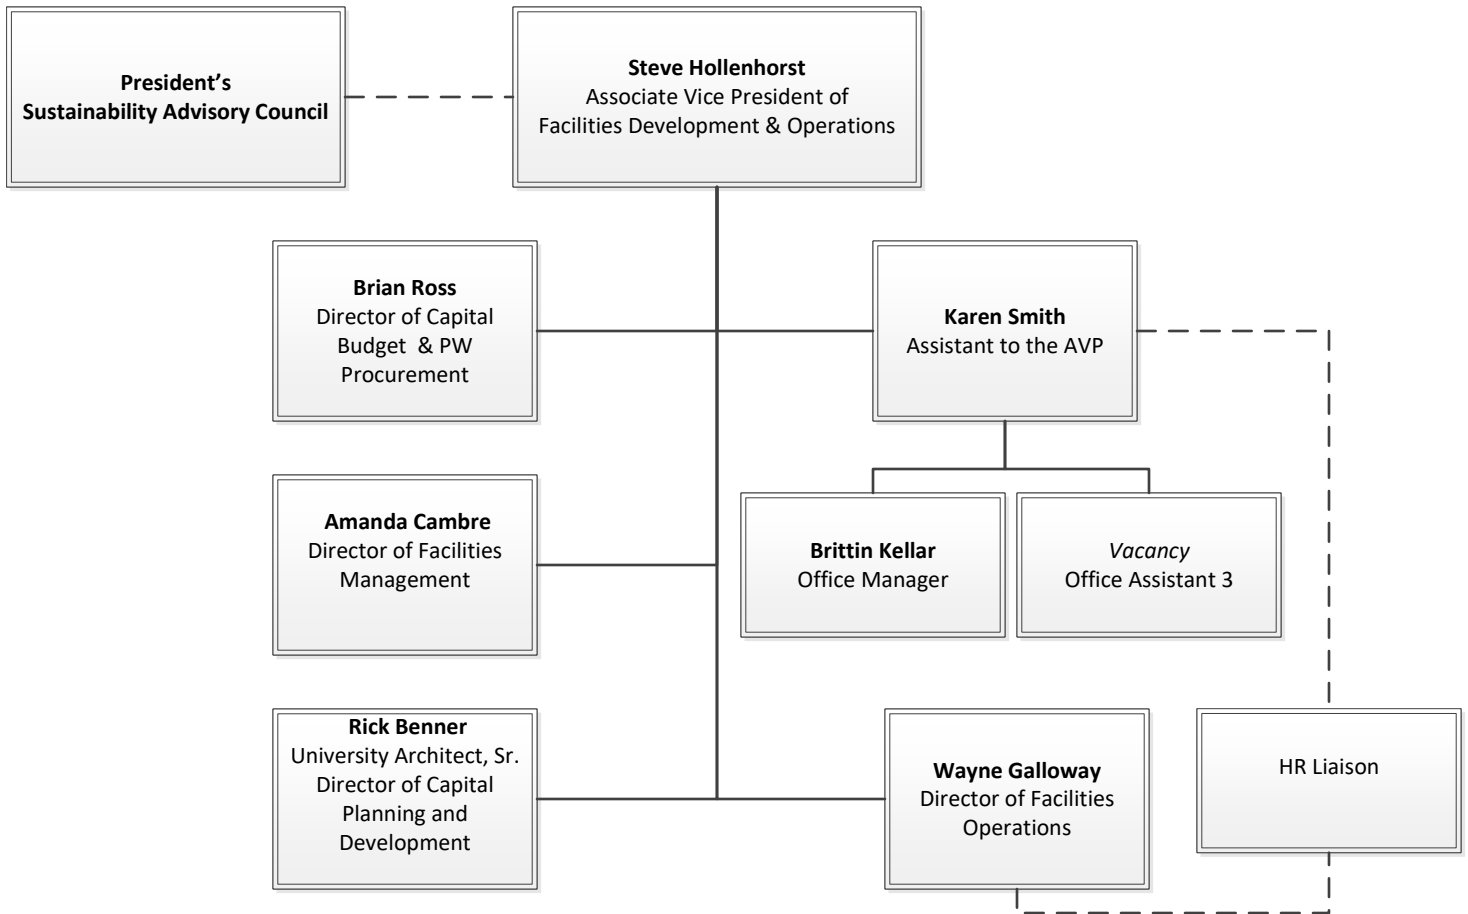 President’s
Sustainability Advisory Council
Steve Hollenhorst
Associate Vice President of
Facilities Development & Operations
Brian Ross
Director of Capital
Budget  & PW
Procurement
Karen Smith
Assistant to the AVP
Amanda Cambre
Director of Facilities
Management
Brittin Kellar
Office Manager
Vacancy
Office Assistant 3
Rick Benner
University Architect, Sr.
Director of Capital
Planning and
Development
Wayne Galloway
Director of Facilities
Operations
HR Liaison